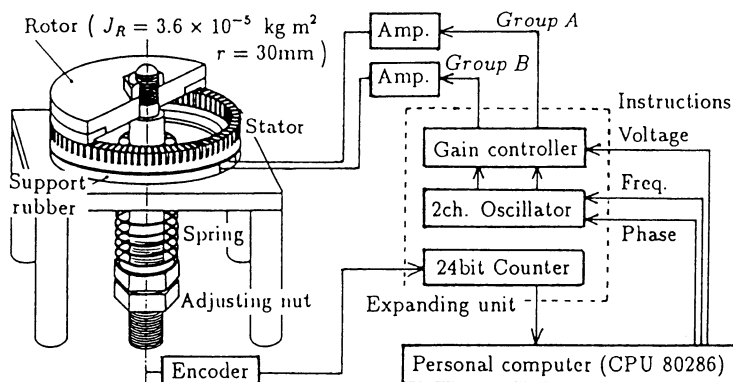 Rotor ( J_R = 3.6 × 10⁻⁵ kg m²
r = 30mm )
Stator
Support
rubber
Spring
Adjusting nut
Encoder
Amp.
Group A
Amp.
Group B
Instructions
Gain controller
Voltage
2ch. Oscillator
Freq.
Phase
24bit Counter
Expanding unit
Personal computer (CPU 80286)